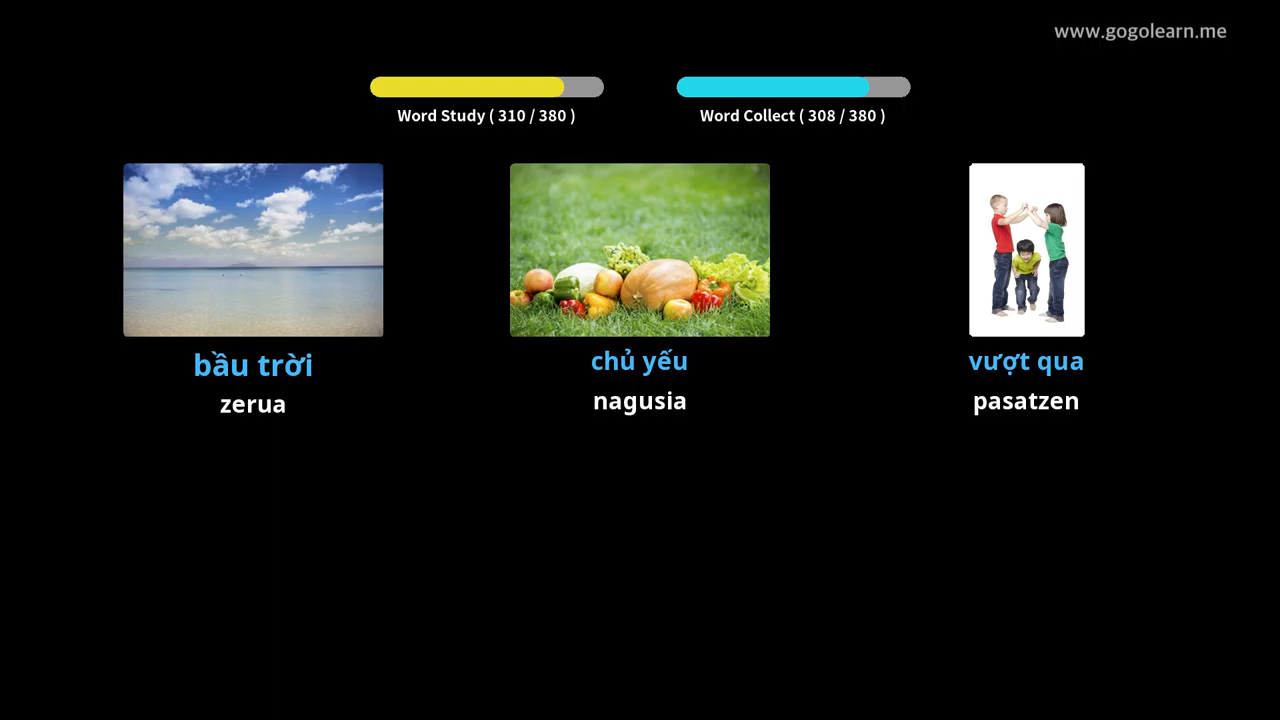 www.gogolearn.me
Word Study ( 310 / 380 )
Word Collect ( 308 / 380 )
bầu trời
zerua
chủ yếu
nagusia
vượt qua
pasatzen